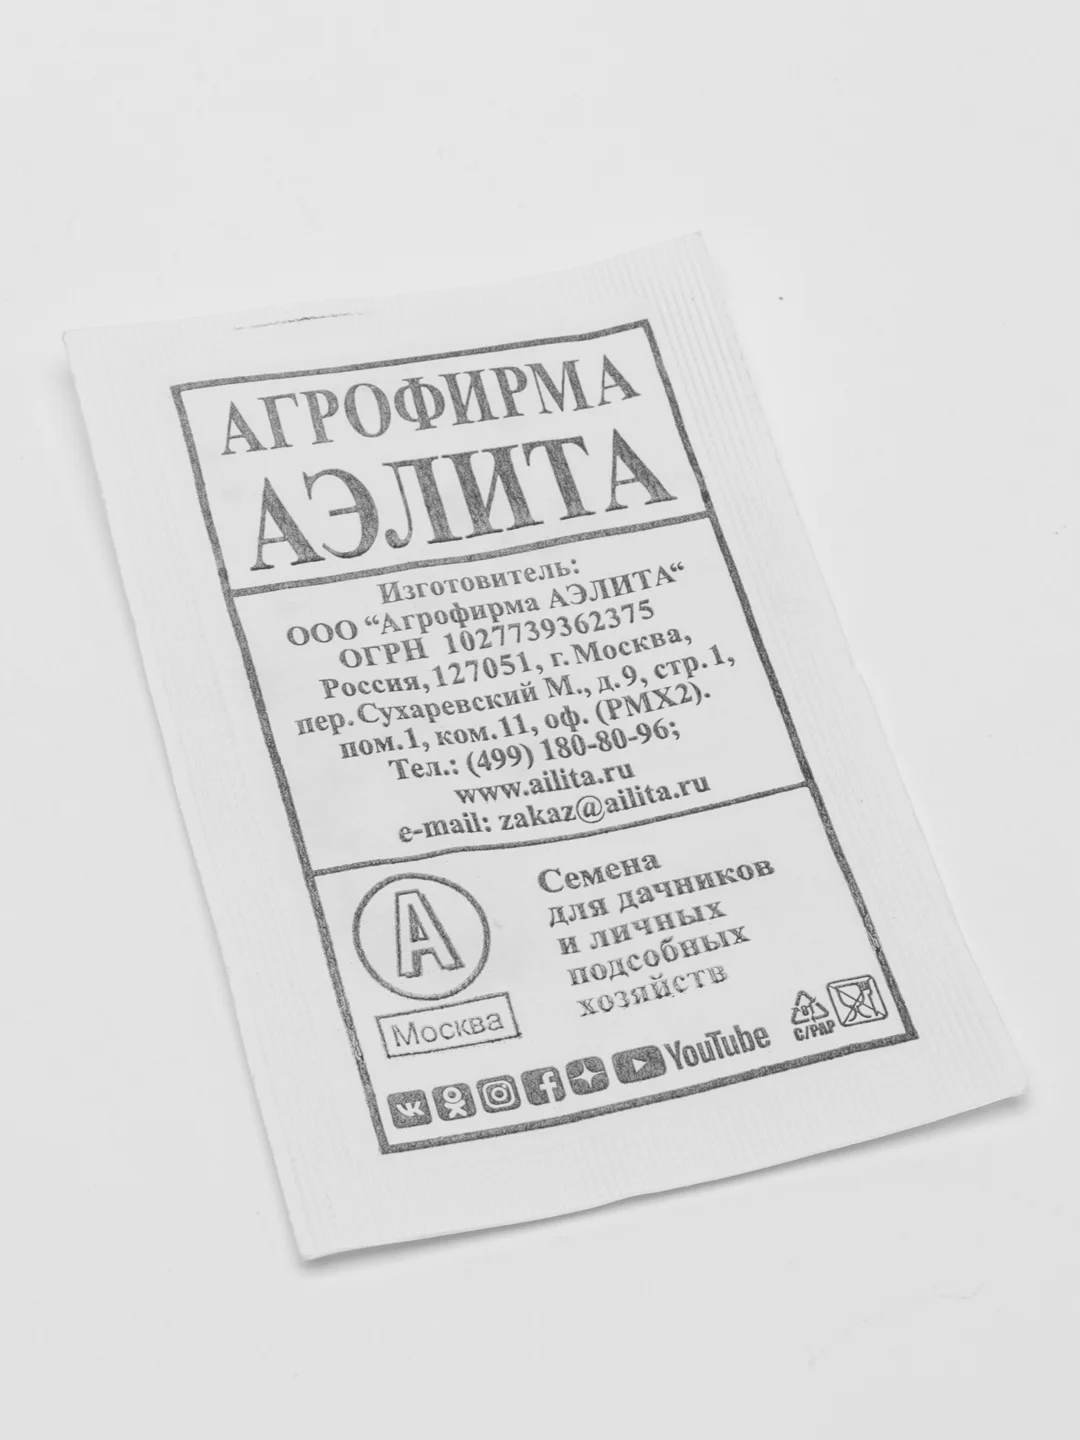 АГРОФИРМА
АЭЛИТА
Изготовитель:
ООО “Агрофирма АЭЛИТА“
ОГРН 1027739362375
Россия, 127051, г. Москва,
пер. Сухаревский М., д. 9, стр. 1,
пом. 1, ком. 11, оф. (РМХ2).
Тел.: (499) 180-80-96;
www.ailita.ru
e-mail: zakaz@ailita.ru
А
Москва
Семена
для дачников
и личных
подсобных
хозяйств
YouTube
C/PAP